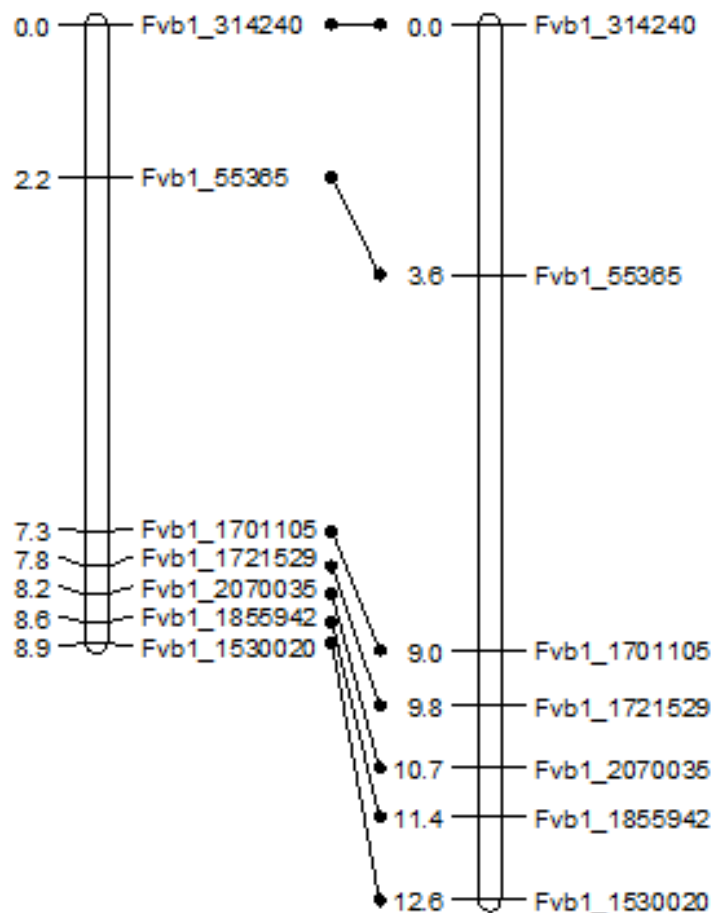 0.0 Fvb1_314240
2.2 Fvb1_55365
7.3 Fvb1_1701105
7.8 Fvb1_1721529
8.2 Fvb1_2070035
8.6 Fvb1_1855942
8.9 Fvb1_1530020
0.0 Fvb1_314240
3.6 Fvb1_55365
9.0 Fvb1_1701105
9.8 Fvb1_1721529
10.7 Fvb1_2070035
11.4 Fvb1_1855942
12.6 Fvb1_1530020